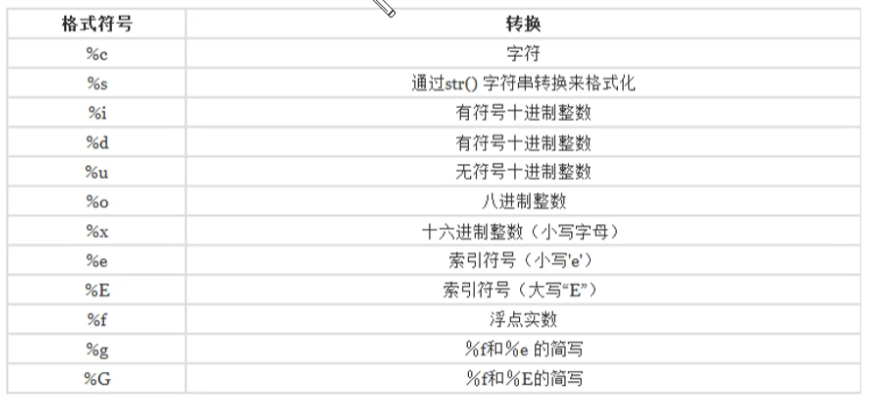 格式符号 转换
%c 字符
%s 通过str() 字符串转换来格式化
%i 有符号十进制整数
%d 有符号十进制整数
%u 无符号十进制整数
%o 八进制整数
%x 十六进制整数（小写字母）
%e 索引符号（小写'e'）
%E 索引符号（大写“E”）
%f 浮点实数
%g %f和%e 的简写
%G %f和%E的简写